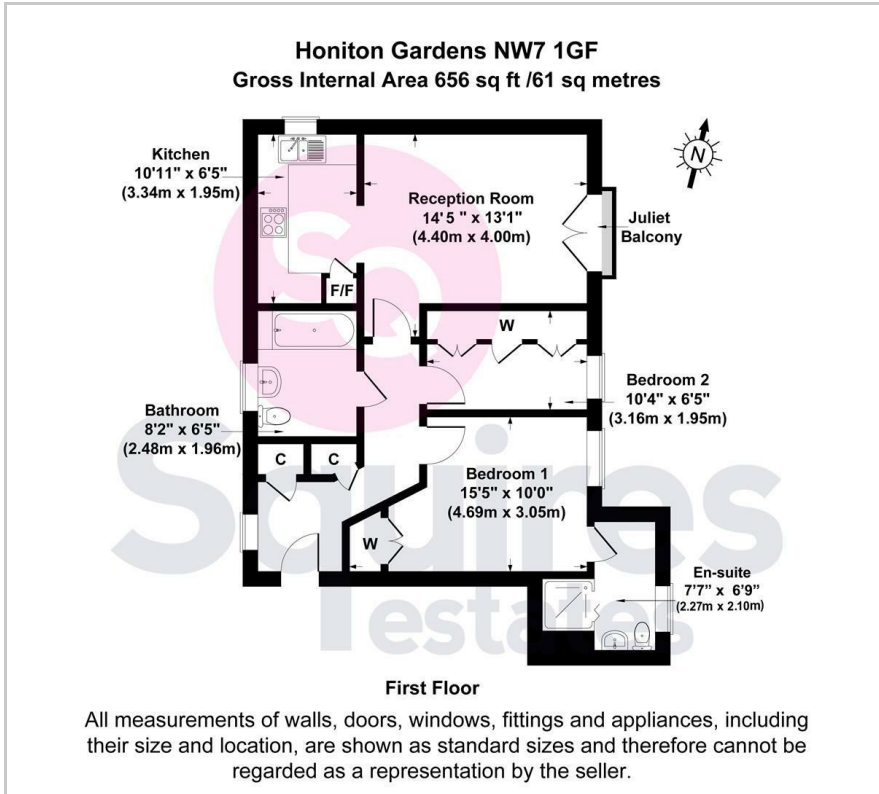 Honiton Gardens NW7 1GF
Gross Internal Area 656 sq ft /61 sq metres
Kitchen
10'11" x 6'5"
(3.34m x 1.95m)
Reception Room
14'5 " x 13'1"
(4.40m x 4.00m)
N
Juliet
Balcony
F/F
W
Bedroom 2
10'4" x 6'5"
(3.16m x 1.95m)
Bathroom
8'2" x 6'5"
(2.48m x 1.96m)
C
C
Bedroom 1
15'5" x 10'0"
(4.69m x 3.05m)
W
En-suite
7'7" x 6'9"
(2.27m x 2.10m)
SQ
Squires
estates
First Floor
All measurements of walls, doors, windows, fittings and appliances, including
their size and location, are shown as standard sizes and therefore cannot be
regarded as a representation by the seller.